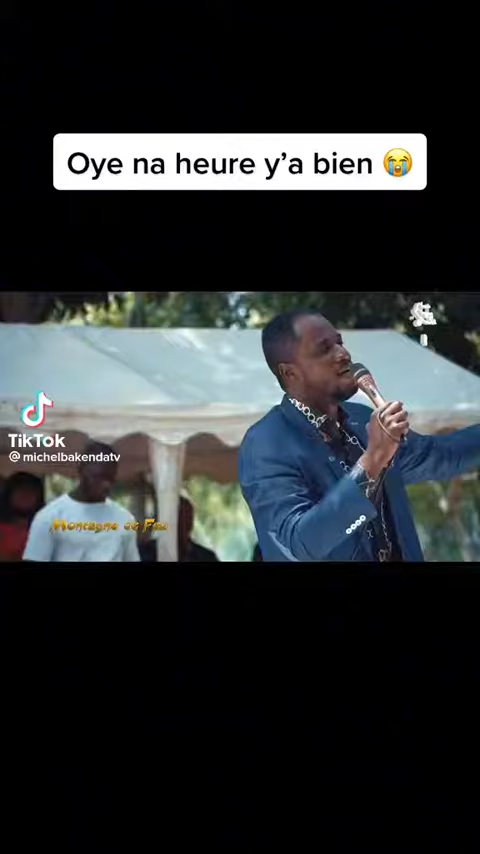 Oye na heure y’a bien 😭
TikTok
@michelbakendatv
Montagne de Feu